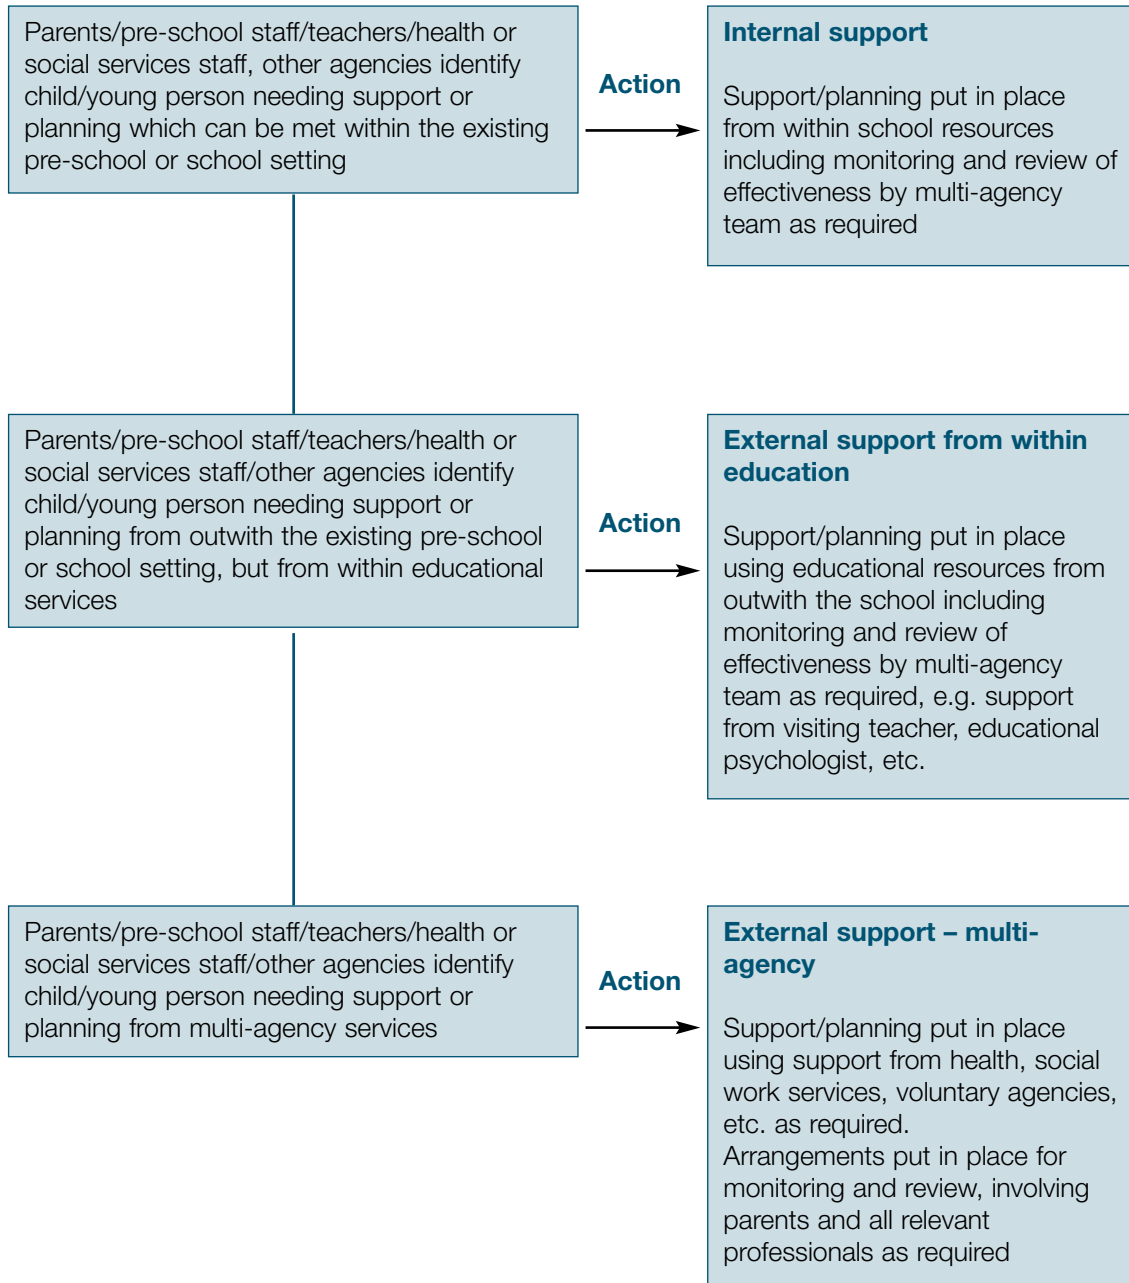 Parents/pre-school staff/teachers/health or
social services staff, other agencies identify
child/young person needing support or
planning which can be met within the existing
pre-school or school setting
Action
Internal support
Support/planning put in place
from within school resources
including monitoring and review of
effectiveness by multi-agency
team as required
Parents/pre-school staff/teachers/health or
social services staff/other agencies identify
child/young person needing support or
planning from outwith the existing pre-school
or school setting, but from within educational
services
Action
External support from within
education
Support/planning put in place
using educational resources from
outwith the school including
monitoring and review of
effectiveness by multi-agency
team as required, e.g. support
from visiting teacher, educational
psychologist, etc.
Parents/pre-school staff/teachers/health or
social services staff/other agencies identify
child/young person needing support or
planning from multi-agency services
Action
External support – multi-
agency
Support/planning put in place
using support from health, social
work services, voluntary agencies,
etc. as required.
Arrangements put in place for
monitoring and review, involving
parents and all relevant
professionals as required